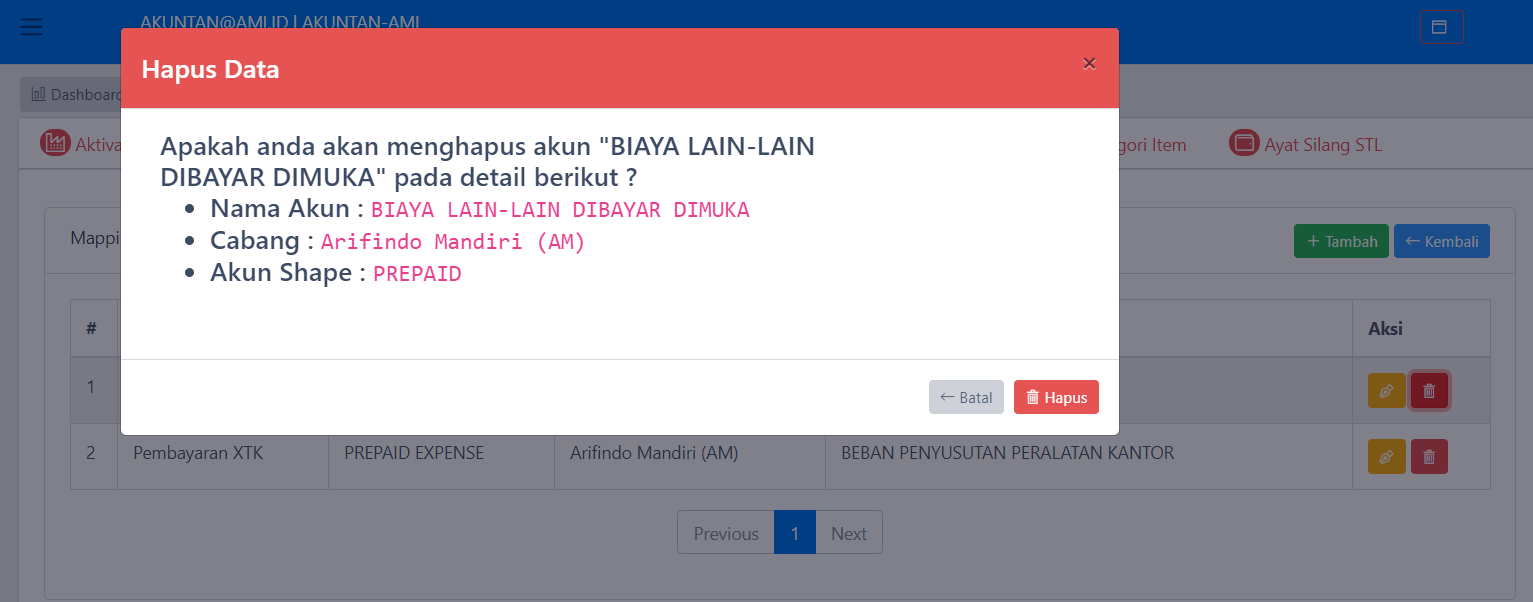 AKUNTAN@AMI.ID | AKUNTAN-AMI
Hapus Data
×
Dashboard
Aktiva
gori Item
Ayat Silang STL
Apakah anda akan menghapus akun "BIAYA LAIN-LAIN
DIBAYAR DIMUKA" pada detail berikut ?
• Nama Akun : BIAYA LAIN-LAIN DIBAYAR DIMUKA
• Cabang : Arifindo Mandiri (AM)
• Akun Shape : PREPAID
Mappi
+ Tambah
← Kembali
# Aksi
1
← Batal
Hapus
2 Pembayaran XTK PREPAID EXPENSE Arifindo Mandiri (AM) BEBAN PENYUSUTAN PERALATAN KANTOR
Previous 1 Next